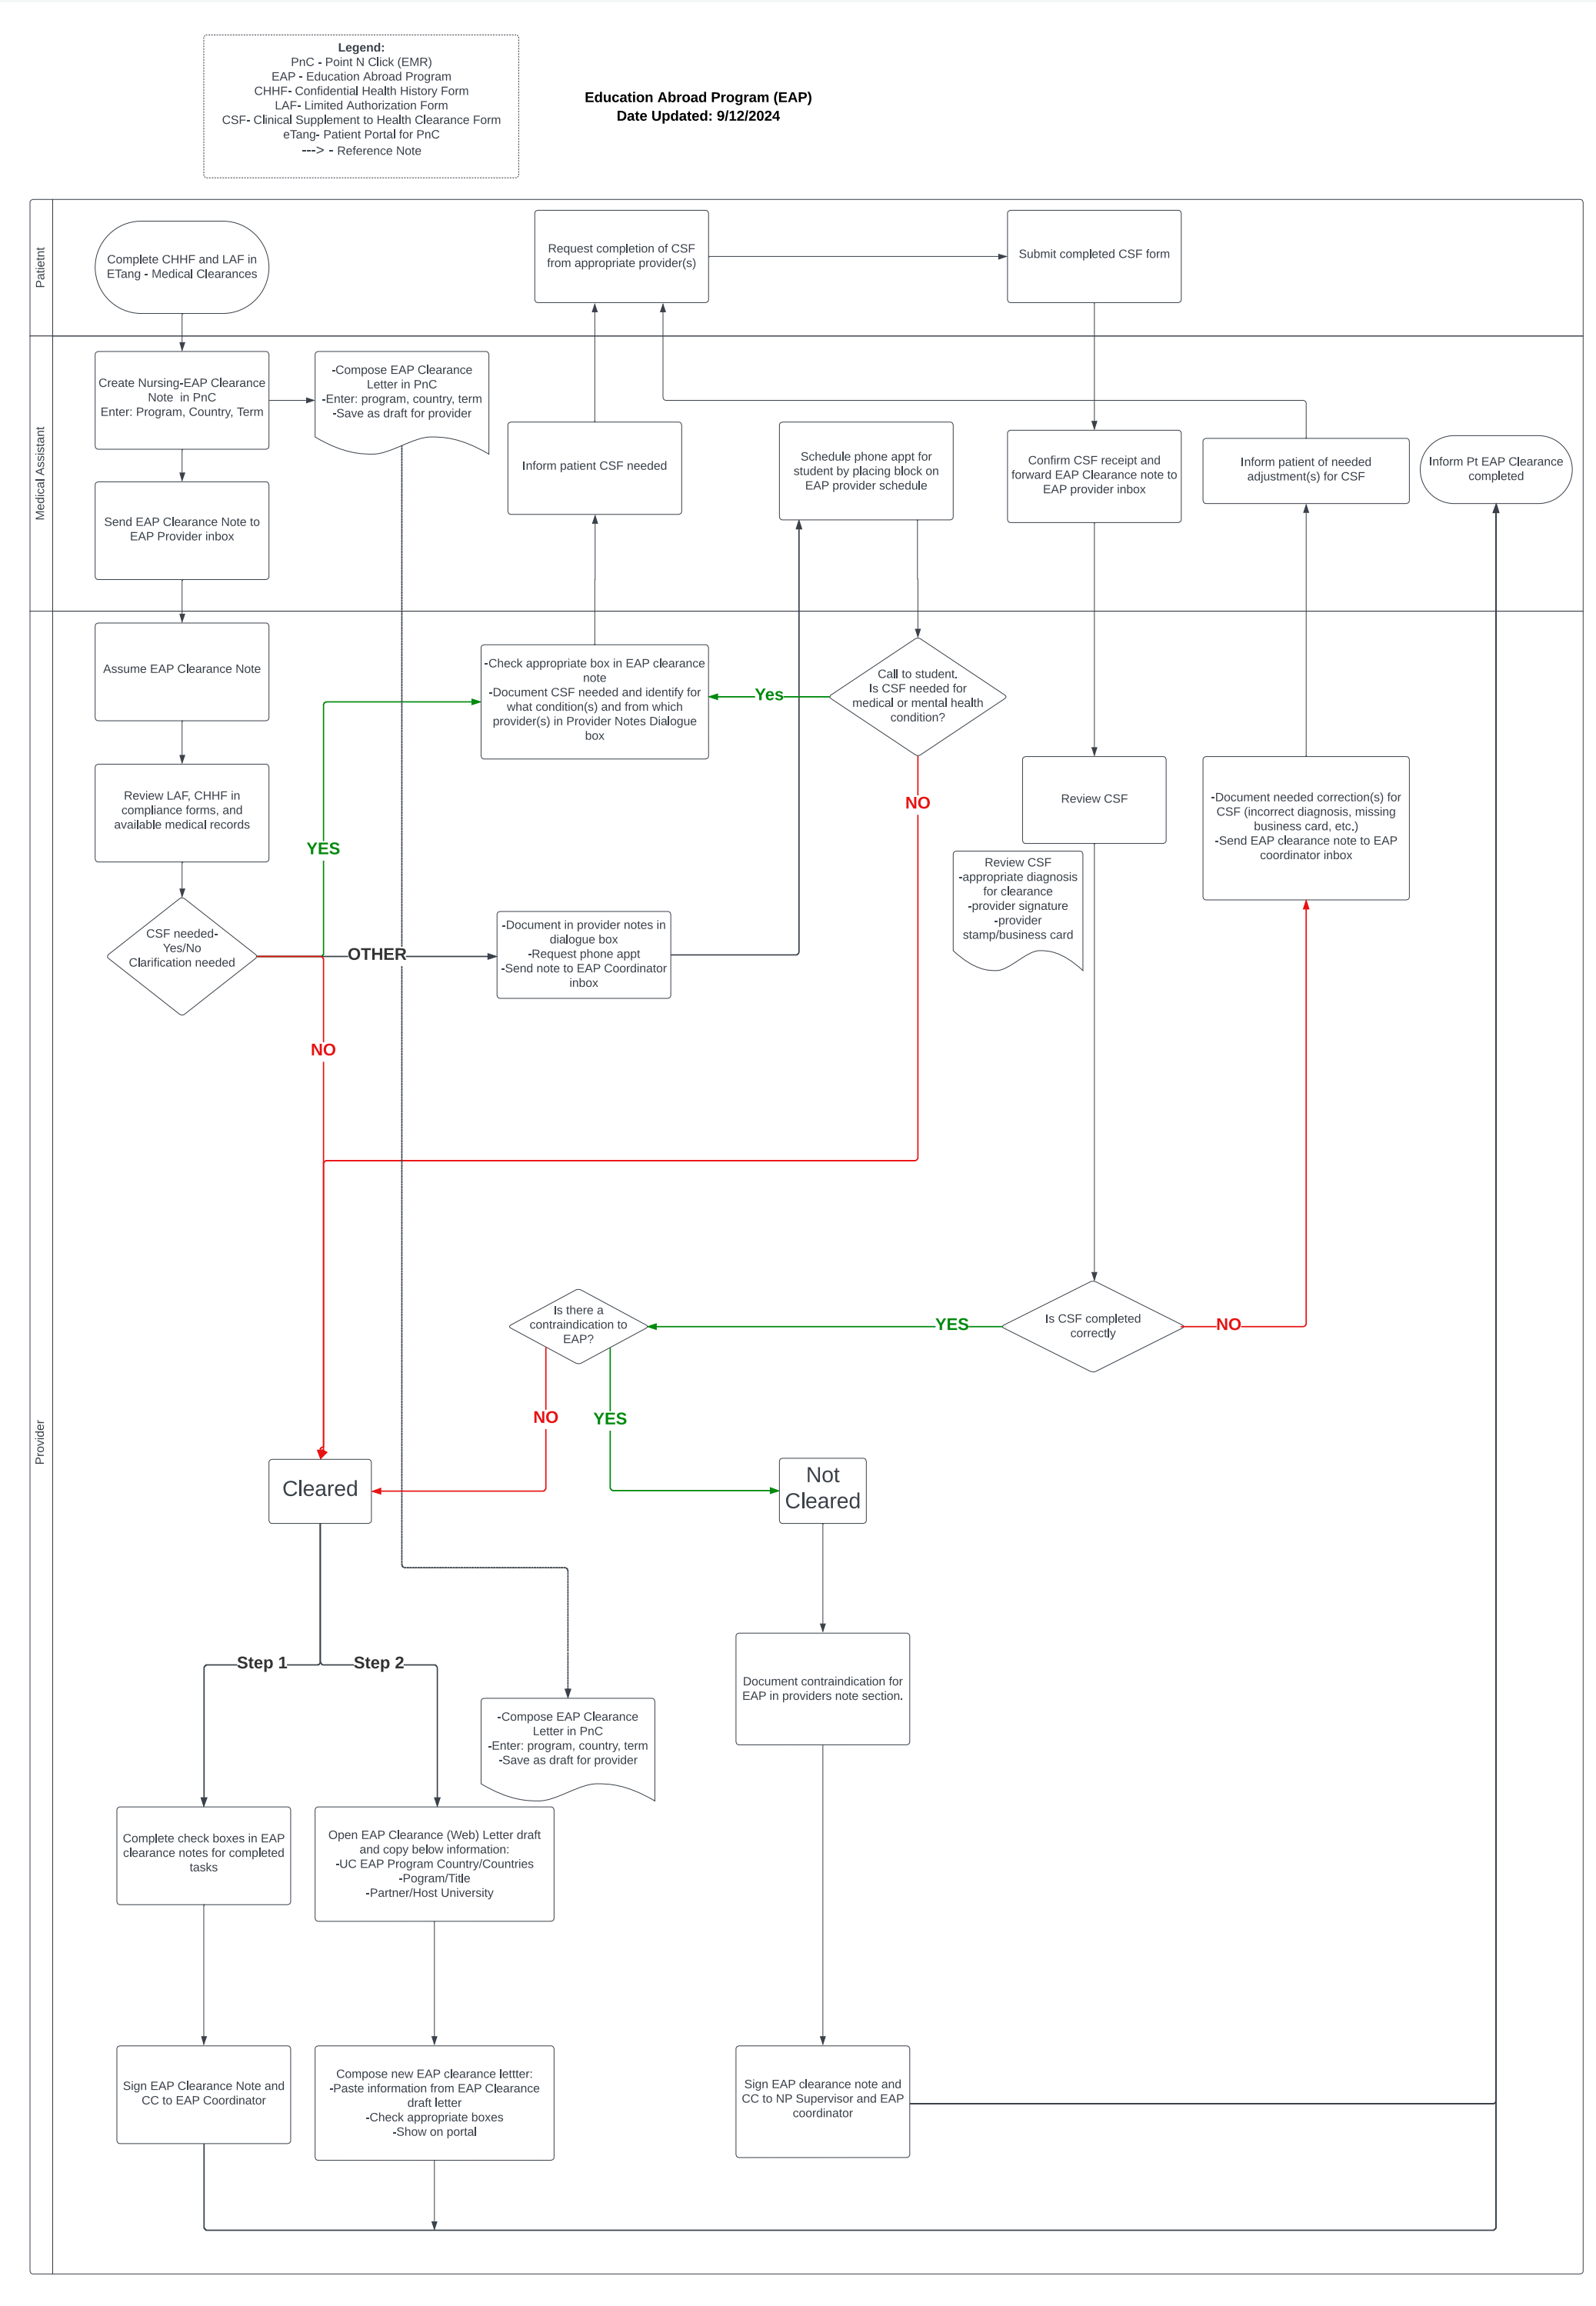 Legend:
PnC - Point N Click (EMR)
EAP - Education Abroad Program
CHHF- Confidential Health History Form
LAF- Limited Authorization Form
CSF- Clinical Supplement to Health Clearance Form
eTang- Patient Portal for PnC
---> - Reference Note
Education Abroad Program (EAP)
Date Updated: 9/12/2024
Patietnt
Complete CHHF and LAF in
ETang - Medical Clearances
Request completion of CSF
from appropriate provider(s)
Submit completed CSF form
Medical Assistant
Create Nursing-EAP Clearance
Note in PnC
Enter: Program, Country, Term
-Compose EAP Clearance
Letter in PnC
-Enter: program, country, term
-Save as draft for provider
Send EAP Clearance Note to
EAP Provider inbox
Inform patient CSF needed
Schedule phone appt for
student by placing block on
EAP provider schedule
Confirm CSF receipt and
forward EAP Clearance note to
EAP provider inbox
Inform patient of needed
adjustment(s) for CSF
Inform Pt EAP Clearance
completed
Provider
Assume EAP Clearance Note
Review LAF, CHHF in
compliance forms, and
available medical records
CSF needed-
Yes/No
Clarification needed
YES
OTHER
NO
-Check appropriate box in EAP clearance
note
-Document CSF needed and identify for
what condition(s) and from which
provider(s) in Provider Notes Dialogue
box
Yes
Call to student.
Is CSF needed for
medical or mental health
condition?
NO
-Document in provider notes in
dialogue box
-Request phone appt
-Send note to EAP Coordinator
inbox
Review CSF
Review CSF
-appropriate diagnosis
for clearance
-provider signature
-provider
stamp/business card
-Document needed correction(s) for
CSF (incorrect diagnosis, missing
business card, etc.)
-Send EAP clearance note to EAP
coordinator inbox
Is there a
contraindication to
EAP?
YES
Is CSF completed
correctly
NO
NO
YES
Cleared
Not
Cleared
Step 1
Step 2
-Compose EAP Clearance
Letter in PnC
-Enter: program, country, term
-Save as draft for provider
Document contraindication for
EAP in providers note section.
Complete check boxes in EAP
clearance notes for completed
tasks
Open EAP Clearance (Web) Letter draft
and copy below information:
-UC EAP Program Country/Countries
-Pogram/Title
-Partner/Host University
Sign EAP Clearance Note and
CC to EAP Coordinator
Compose new EAP clearance lettter:
-Paste information from EAP Clearance
draft letter
-Check appropriate boxes
-Show on portal
Sign EAP clearance note and
CC to NP Supervisor and EAP
coordinator